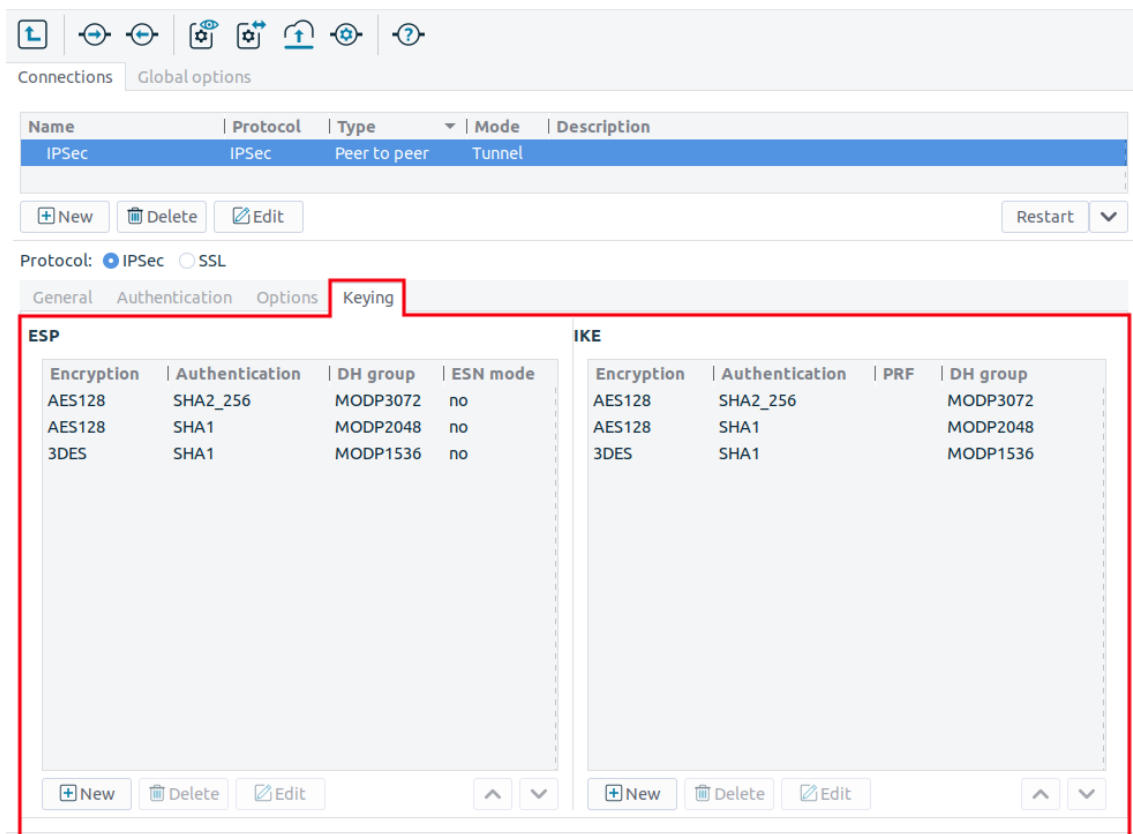 Connections Global options
Name Protocol Type Mode Description
IPSec IPSec Peer to peer Tunnel
New Delete Edit Restart
Protocol: IPSec SSL
General Authentication Options Keying
ESP IKE
Encryption Authentication DH group ESN mode Encryption Authentication PRF DH group
AES128 SHA2_256 MODP3072 no AES128 SHA2_256 MODP3072
AES128 SHA1 MODP2048 no AES128 SHA1 MODP2048
3DES SHA1 MODP1536 no 3DES SHA1 MODP1536
New Delete Edit New Delete Edit